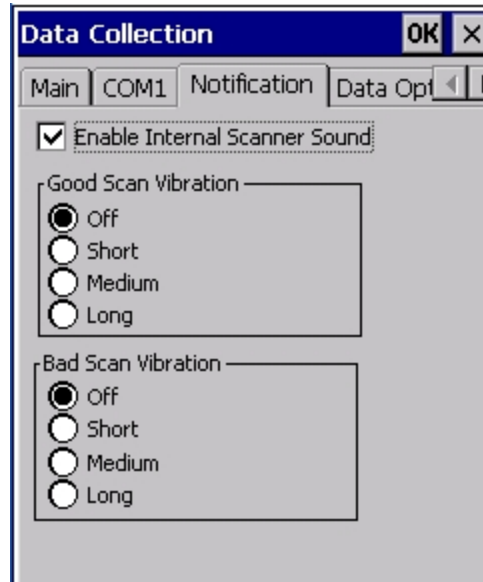 Data Collection OK ×
Main COM1 Notification Data Opt
Enable Internal Scanner Sound
Good Scan Vibration
Off
Short
Medium
Long
Bad Scan Vibration
Off
Short
Medium
Long